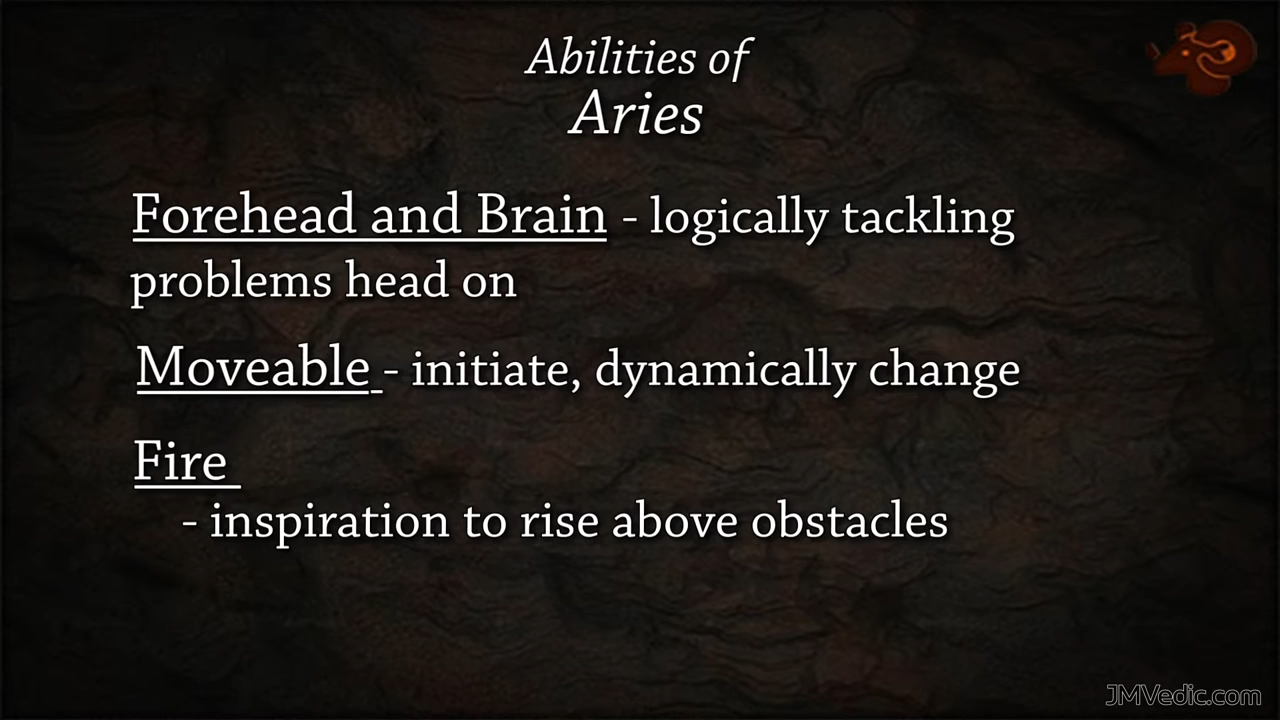 Abilities of
Aries
Forehead and Brain - logically tackling
problems head on
Moveable - initiate, dynamically change
Fire
- inspiration to rise above obstacles
JMVedic.com